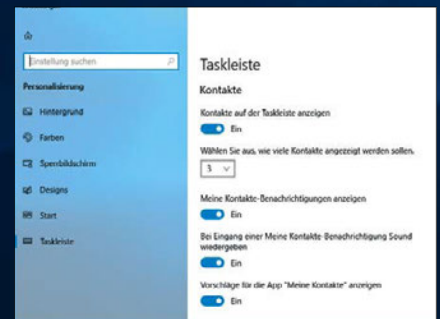 Einstellung suchen
Personalisierung
Hintergrund
Farben
Sperrbildschirm
Designs
Start
Taskleiste
Taskleiste
Kontakte
Kontakte auf der Taskleiste anzeigen
Ein
Wählen Sie aus, wie viele Kontakte angezeigt werden sollen.
3
Meine Kontakte-Benachrichtigungen anzeigen
Ein
Bei Eingang einer Meine Kontakte-Benachrichtigung Sound
wiedergeben
Ein
Vorschläge für die App "Meine Kontakte" anzeigen
Ein